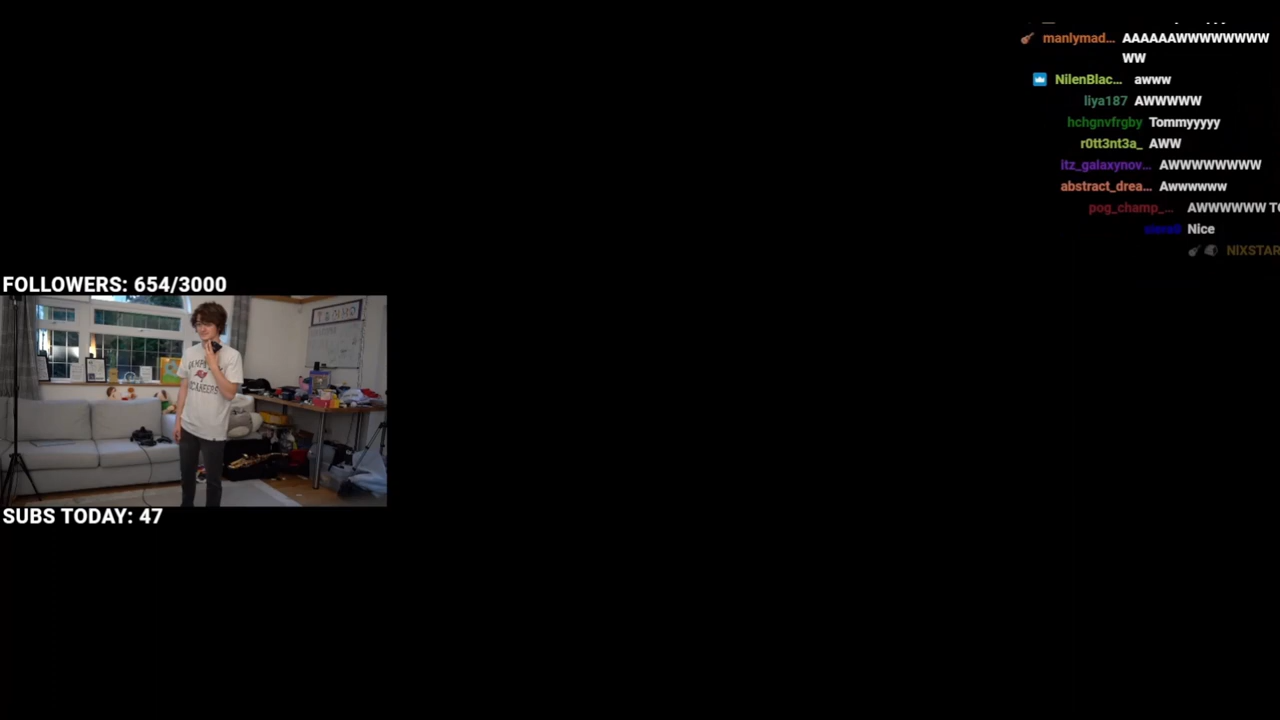 manlymad… AAAAAAWWWWWWWW
WW
NilenBlac… awww
liya187 AWWWWW
hchgnvfrgby Tommyyyyy
r0tt3nt3a_ AWW
itz_galaxynov… AWWWWWWWW
abstract_drea… Awwwwww
pog_champ_… AWWWWWW
Nice
NIXSTAR
FOLLOWERS: 654/3000
SUBS TODAY: 47